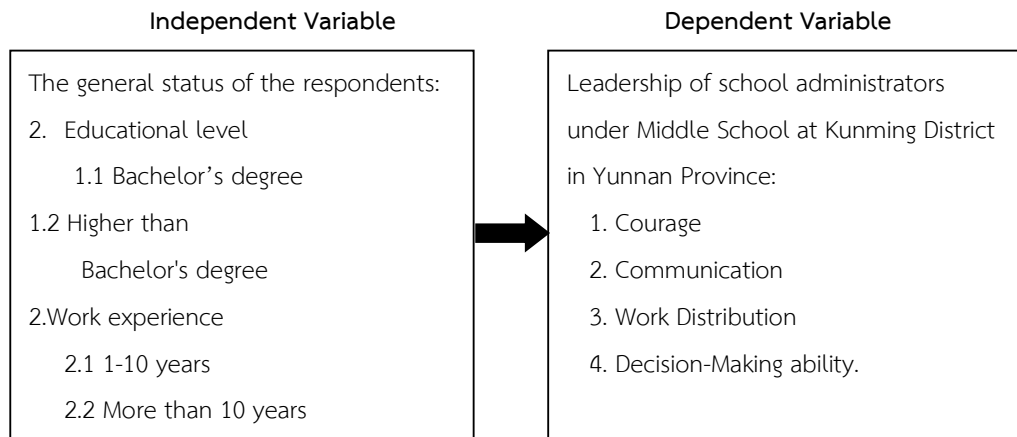 Independent Variable
The general status of the respondents:
2. Educational level
1.1 Bachelor’s degree
1.2 Higher than
Bachelor's degree
2.Work experience
2.1 1-10 years
2.2 More than 10 years
Dependent Variable
Leadership of school administrators
under Middle School at Kunming District
in Yunnan Province:
1. Courage
2. Communication
3. Work Distribution
4. Decision-Making ability.